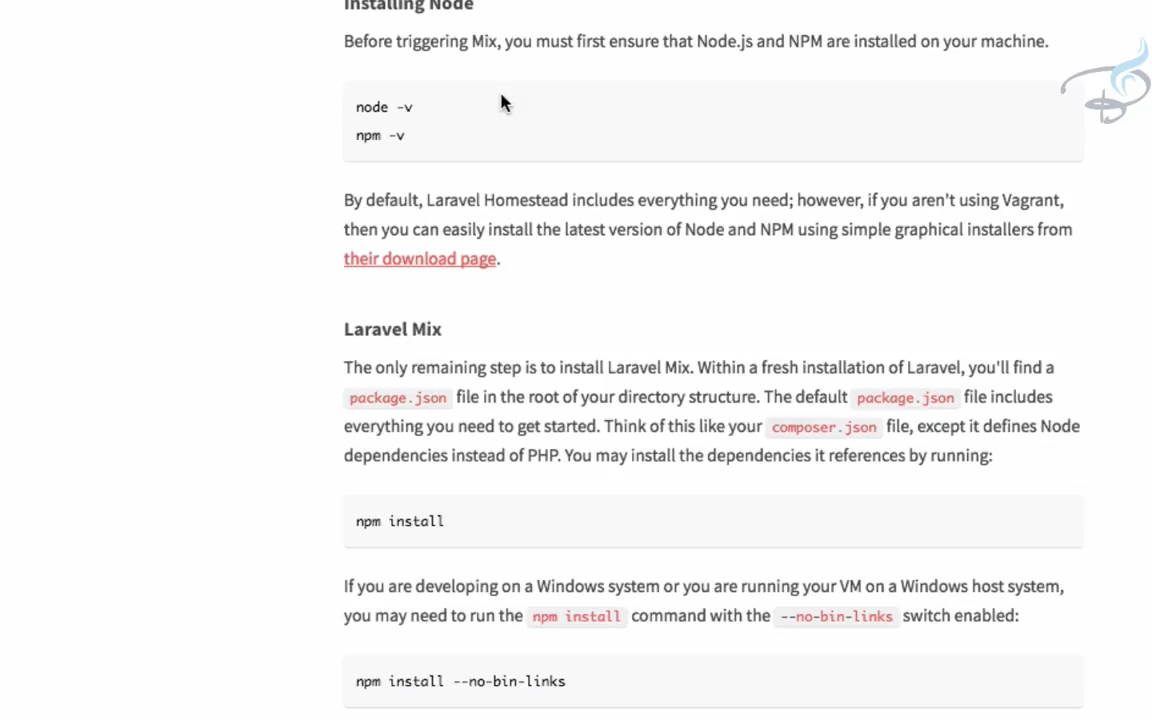 Installing Node
Before triggering Mix, you must first ensure that Node.js and NPM are installed on your machine.
node -v
npm -v
By default, Laravel Homestead includes everything you need; however, if you aren't using Vagrant,
then you can easily install the latest version of Node and NPM using simple graphical installers from
their download page.
Laravel Mix
The only remaining step is to install Laravel Mix. Within a fresh installation of Laravel, you'll find a
package.json file in the root of your directory structure. The default package.json file includes
everything you need to get started. Think of this like your composer.json file, except it defines Node
dependencies instead of PHP. You may install the dependencies it references by running:
npm install
If you are developing on a Windows system or you are running your VM on a Windows host system,
you may need to run the npm install command with the --no-bin-links switch enabled:
npm install --no-bin-links